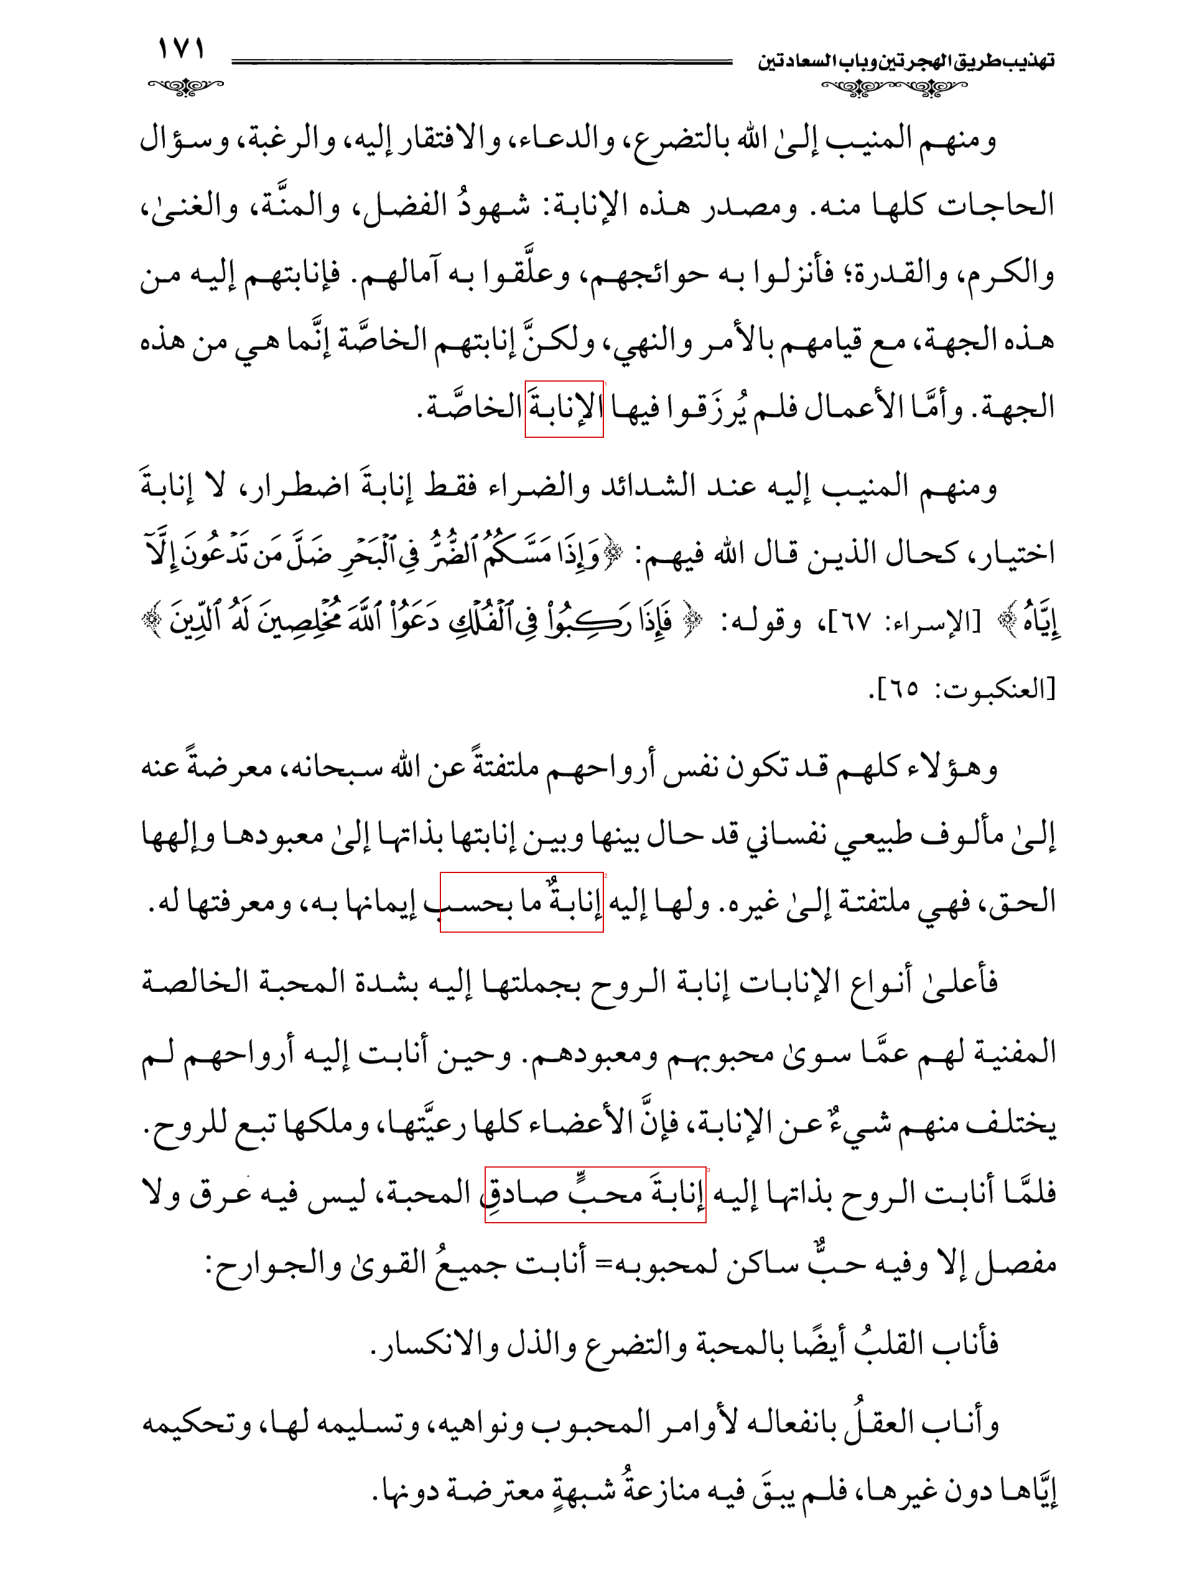 تهذيب طريق الهجرتين وباب السعادتين ١٧١
ومنهم المنيب إلىٰ الله بالتضرع، والدعاء، والافتقار إليه، والرغبة، وسؤال
الحاجات كلها منه. ومصدر هذه الإنابة: شهودُ الفضل، والمنَّة، والغنىٰ،
والكرم، والقدرة؛ فأنزلوا به حوائجهم، وعلَّقوا به آمالهم. فإنابتهم إليه من
هذه الجهة، مع قيامهم بالأمر والنهي، ولكنَّ إنابتهم الخاصَّة إنَّما هي من هذه
الجهة. وأمَّا الأعمال فلم يُرزَقوا فيها الإنابةَ الخاصَّة.
ومنهم المنيب إليه عند الشدائد والضراء فقط إنابةَ اضطرار، لا إنابةَ
اختيار، كحال الذين قال الله فيهم: ﴿وَإِذَا مَسَّكُمُ ٱلضُّرُّ فِي ٱلۡبَحۡرِ ضَلَّ مَن تَدۡعُونَ إِلَّآ
إِيَّاهُ﴾ [الإسراء: ٦٧]، وقوله: ﴿فَإِذَا رَكِبُواْ فِي ٱلۡفُلۡكِ دَعَوُاْ ٱللَّهَ مُخۡلِصِينَ لَهُ ٱلدِّينَ﴾
[العنكبوت: ٦٥].
وهؤلاء كلهم قد تكون نفس أرواحهم ملتفتةً عن الله سبحانه، معرضةً عنه
إلىٰ مألوف طبيعي نفساني قد حال بينها وبين إنابتها بذاتها إلىٰ معبودها وإلهها
الحق، فهي ملتفتة إلىٰ غيره. ولها إليه إنابةٌ ما بحسب إيمانها به، ومعرفتها له.
فأعلىٰ أنواع الإنابات إنابة الروح بجملتها إليه بشدة المحبة الخالصة
المفنية لهم عمَّا سوىٰ محبوبهم ومعبودهم. وحين أنابت إليه أرواحهم لم
يختلف منهم شيءٌ عن الإنابة، فإنَّ الأعضاء كلها رعيَّتها، وملكها تبع للروح.
فلمَّا أنابت الروح بذاتها إليه إنابةَ محبٍّ صادقِ المحبة، ليس فيه عرق ولا
مفصل إلا وفيه حبٌّ ساكن لمحبوبه= أنابت جميعُ القوىٰ والجوارح:
فأناب القلبُ أيضًا بالمحبة والتضرع والذل والانكسار.
وأناب العقلُ بانفعاله لأوامر المحبوب ونواهيه، وتسليمه لها، وتحكيمه
إيَّاها دون غيرها، فلم يبقَ فيه منازعةُ شبهةٍ معترضة دونها.